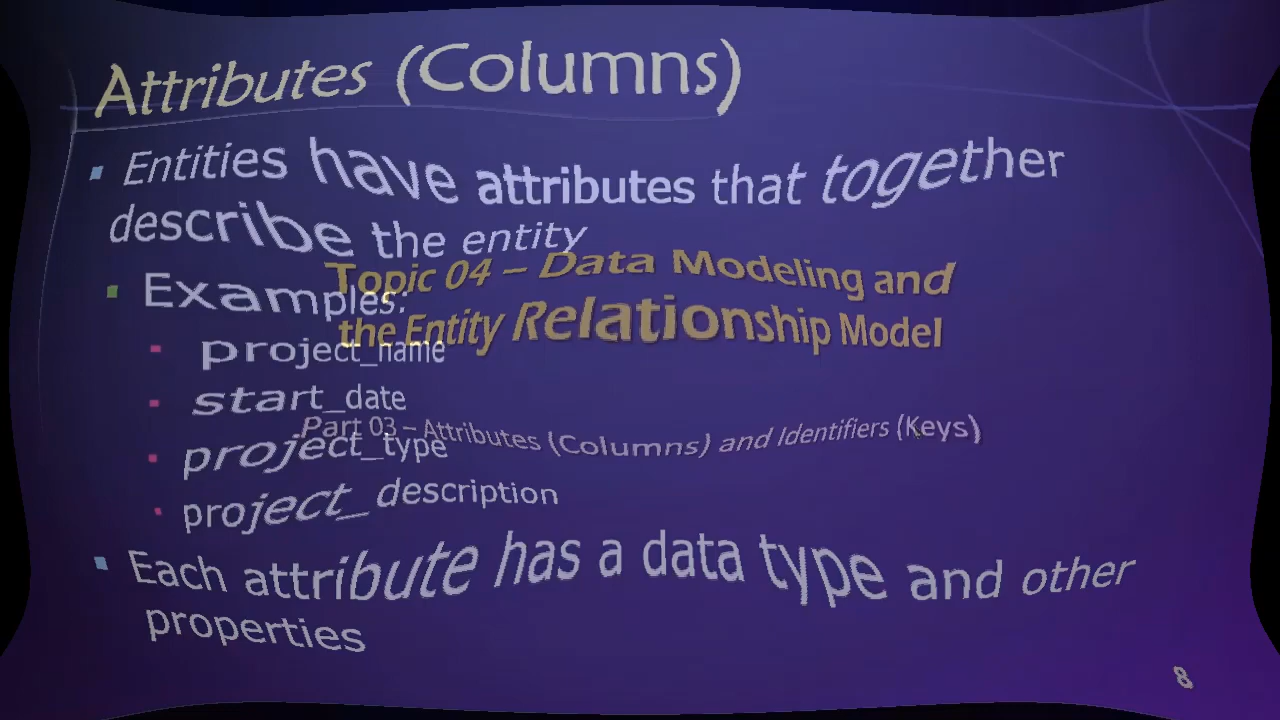 Attributes (Columns)
Entities have attributes that together
describe the entity
Topic 04 – Data Modeling and
Examples:
the Entity Relationship Model
project_name
start_date
Part 03 – Attributes (Columns) and Identifiers (Keys)
project_type
project_description
Each attribute has a data type and other
properties
8